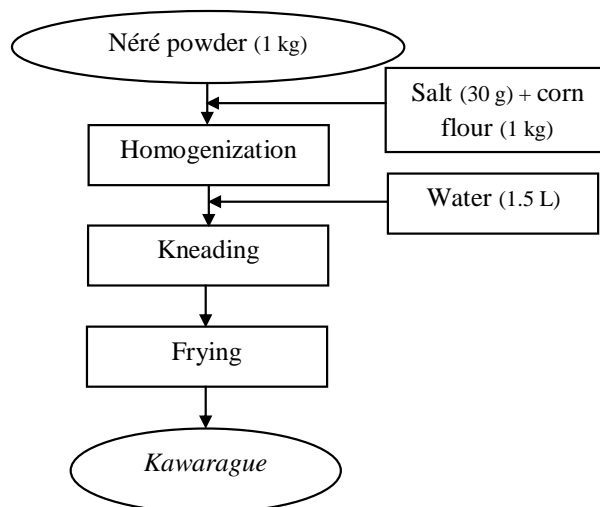 Néré powder (1 kg)
Salt (30 g) + corn
flour (1 kg)
Homogenization
Water (1.5 L)
Kneading
Frying
Kawarague